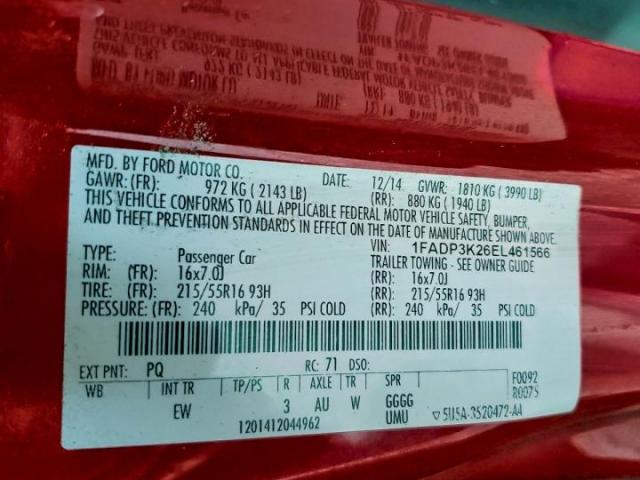 MFD. BY FORD MOTOR CO.
DATE: 12/14 GVWR: 1810 KG ( 3990 LB)
GAWR: (FR): 972 KG ( 2143 LB) (RR): 880 KG ( 1940 LB)
THIS VEHICLE CONFORMS TO ALL APPLICABLE FEDERAL MOTOR VEHICLE SAFETY, BUMPER,
AND THEFT PREVENTION STANDARDS IN EFFECT ON THE DATE OF MANUFACTURE SHOWN ABOVE.
VIN: 1FADP3K26EL461566
TYPE: Passenger Car TRAILER TOWING - SEE OWNER GUIDE
RIM: (FR): 16x7.0J (RR): 16x7.0J
TIRE: (FR): 215/55R16 93H (RR): 215/55R16 93H
PRESSURE: (FR): 240 kPa/ 35 PSI COLD (RR): 240 kPa/ 35 PSI COLD
EXT PNT: PQ RC: 71 DSO:
F0092
R0075
WB INT TR TP/PS R AXLE TR SPR
EW 3 AU W GGGG
UMU
1201412044962
▽ 5U5A-3520472-AA